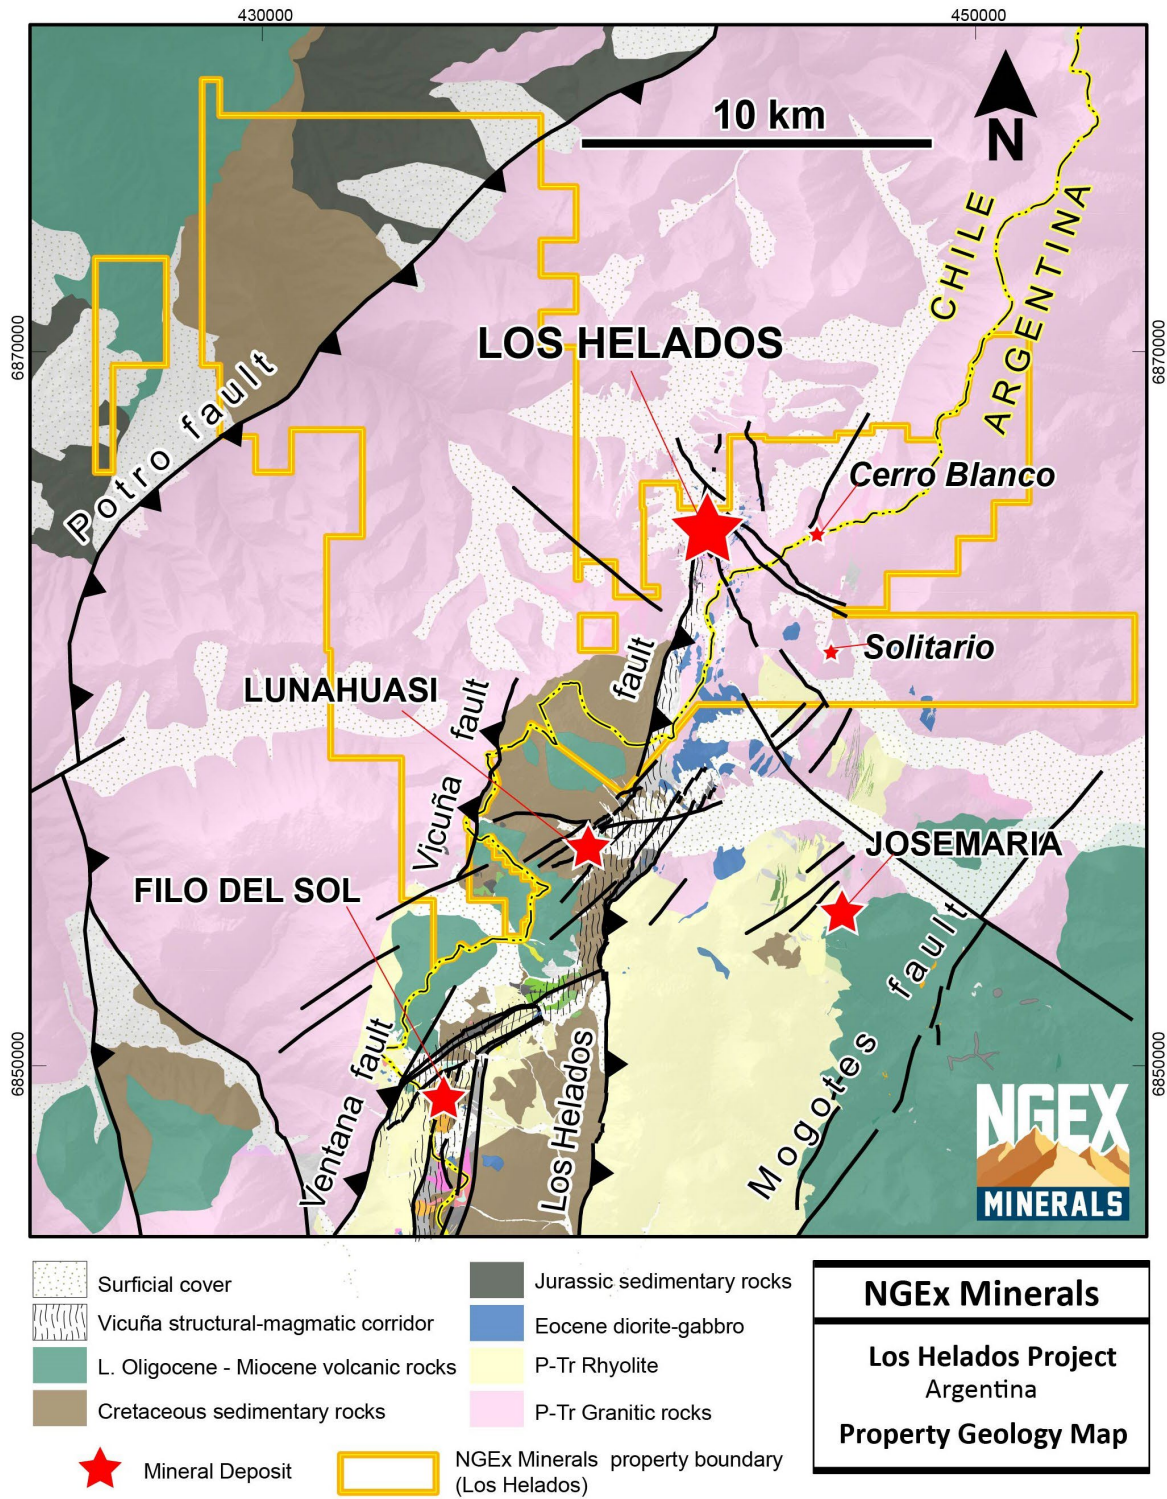 430000
450000
10 km
N
CHILE
ARGENTINA
6870000
6870000
LOS HELADOS
Potro fault
Cerro Blanco
Solitario
fault
LUNAHUASI
Vicuña fault
JOSEMARIA
FILO DEL SOL
Mogotes fault
Ventana fault
Los Helados
6850000
6850000
NGEX
MINERALS
Surficial cover
Vicuña structural-magmatic corridor
L. Oligocene - Miocene volcanic rocks
Cretaceous sedimentary rocks
Mineral Deposit
Jurassic sedimentary rocks
Eocene diorite-gabbro
P-Tr Rhyolite
P-Tr Granitic rocks
NGEx Minerals property boundary
(Los Helados)
NGEx Minerals
Los Helados Project
Argentina
Property Geology Map